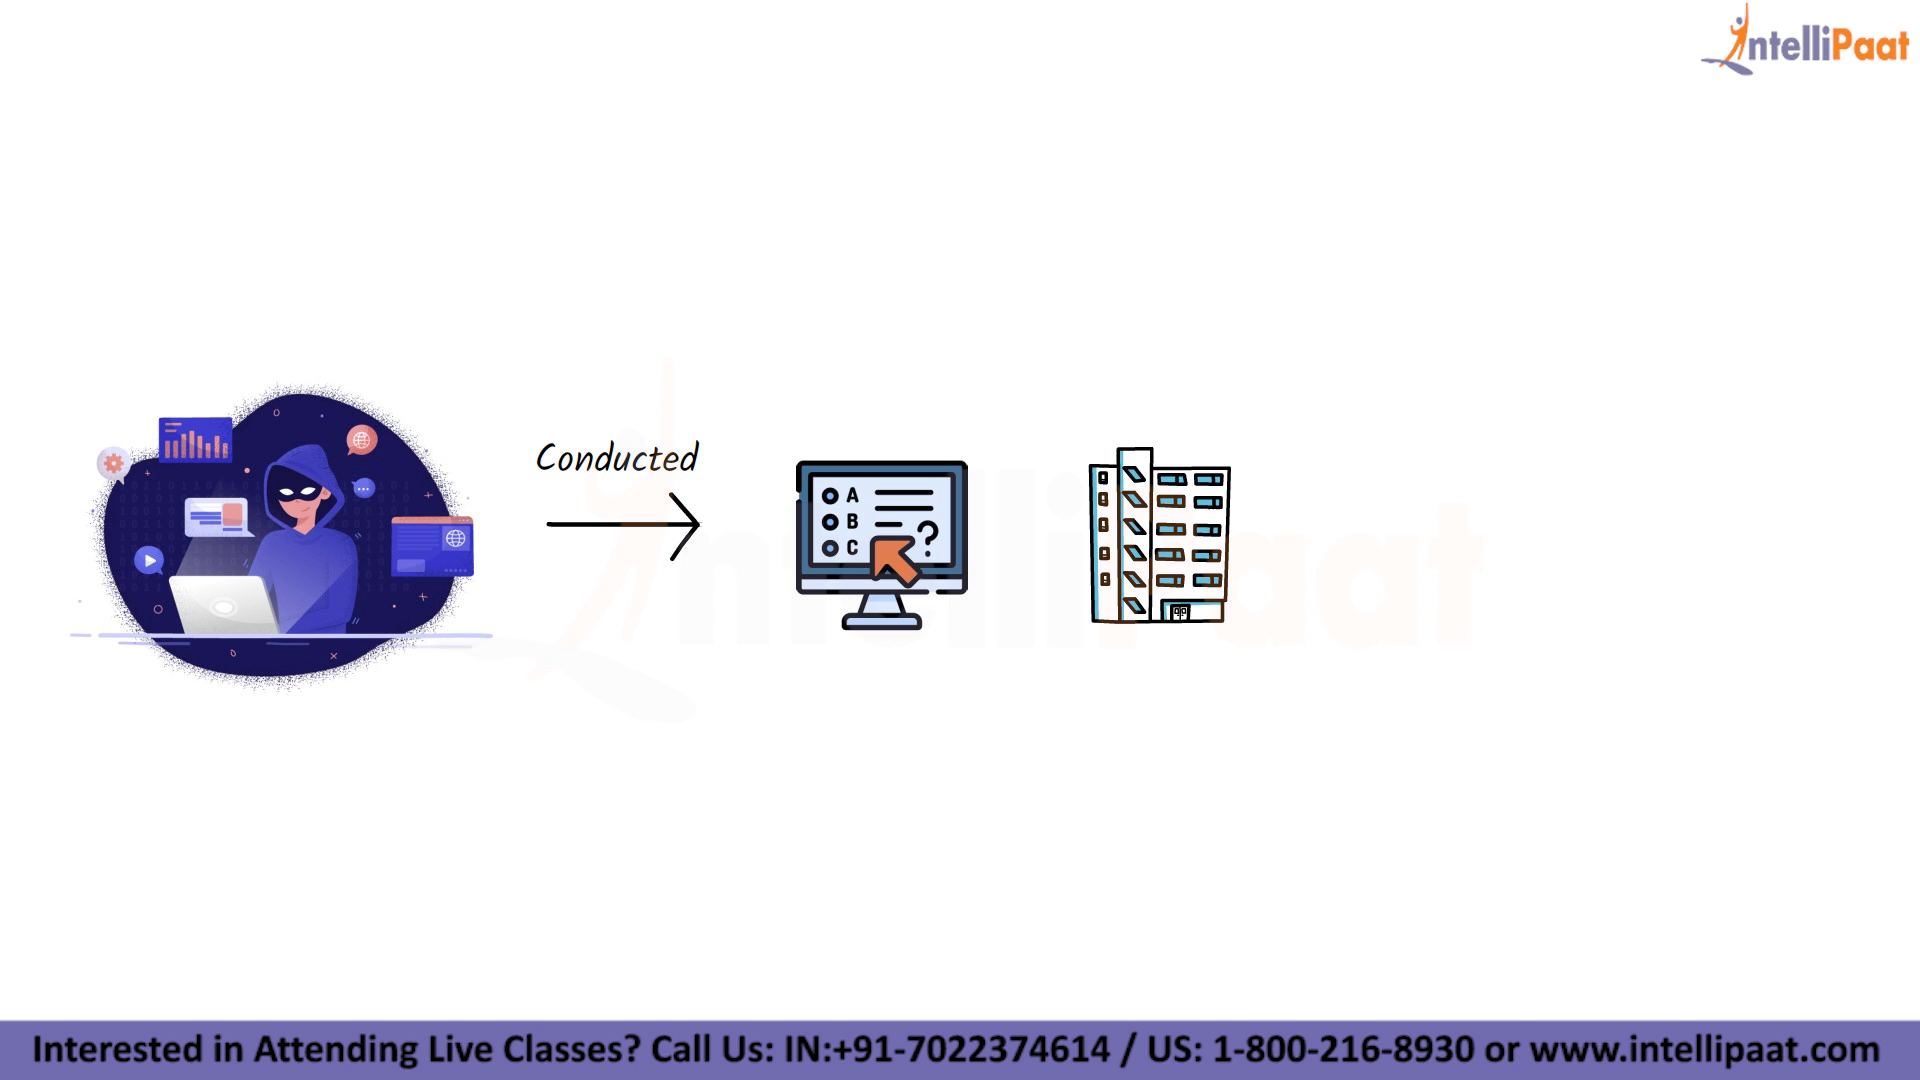 IntelliPaat
Conducted
A
B
C
?
Interested in Attending Live Classes? Call Us: IN:+91-7022374614 / US: 1-800-216-8930 or www.intellipaat.com